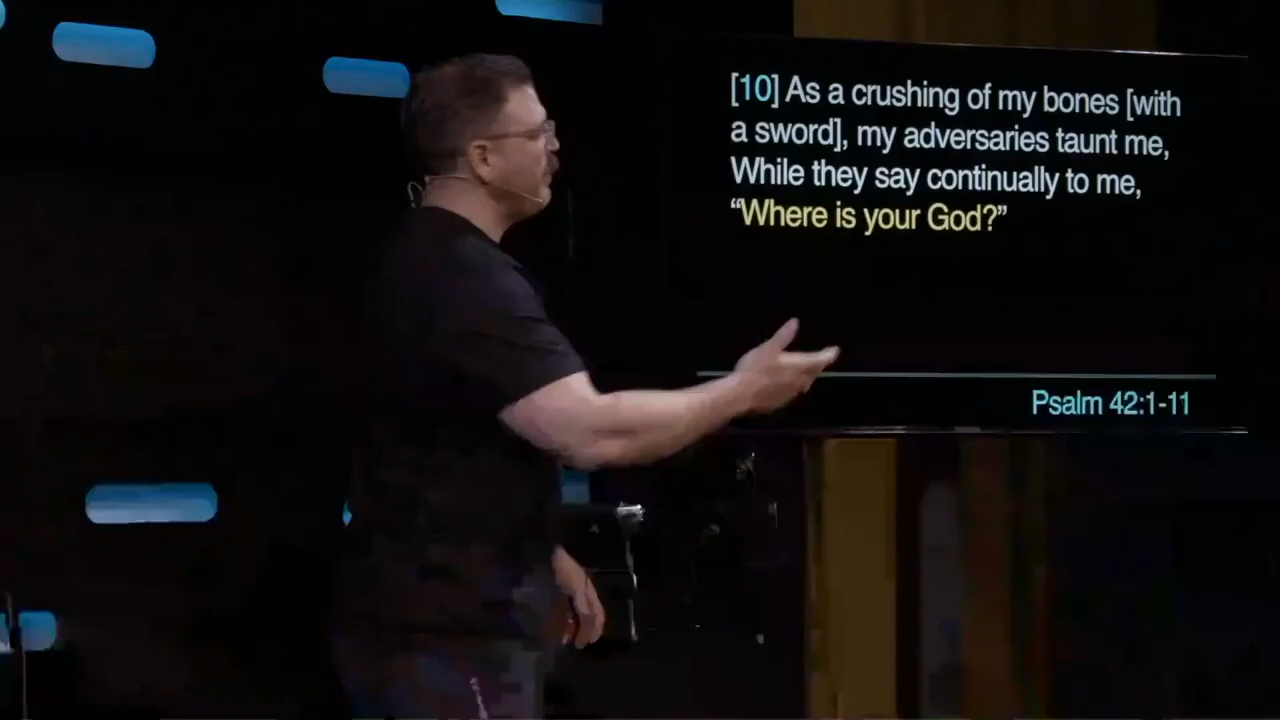 [10] As a crushing of my bones [with
a sword], my adversaries taunt me,
While they say continually to me,
“Where is your God?”
Psalm 42:1-11